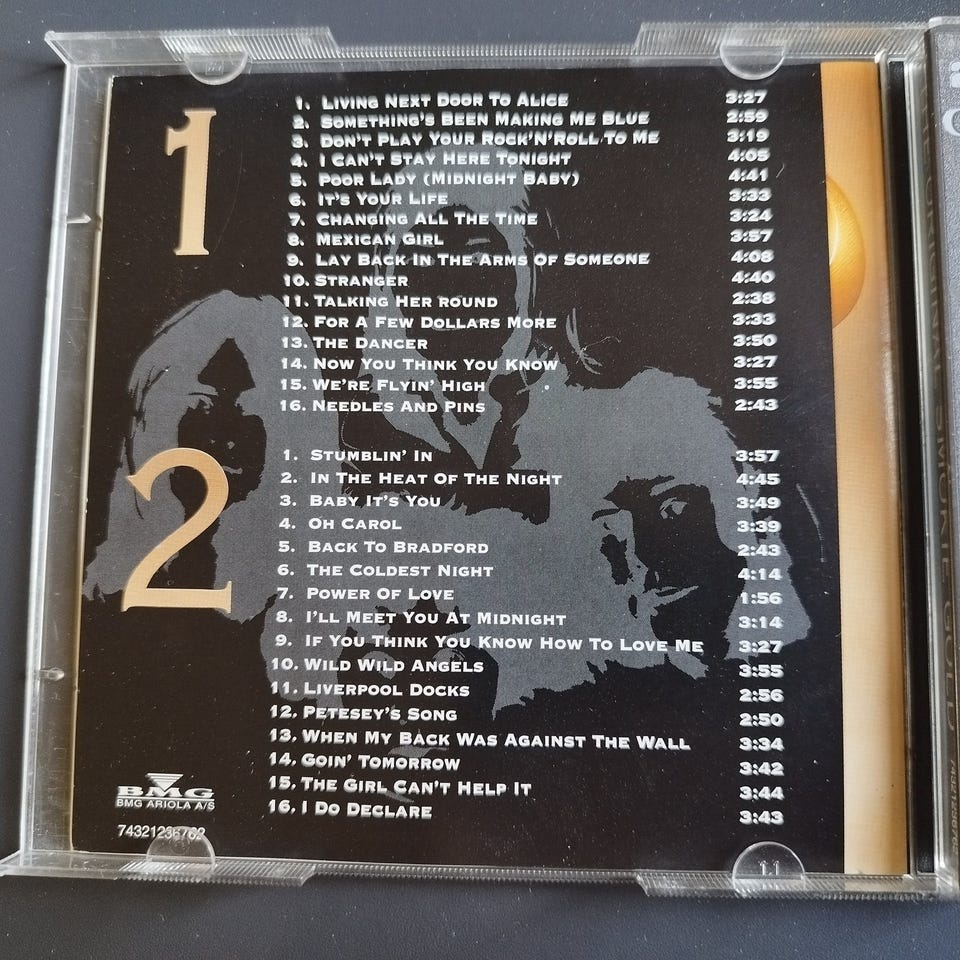 1
1. LIVING NEXT DOOR TO ALICE 3:27
2. SOMETHING'S BEEN MAKING ME BLUE 2:59
3. DON'T PLAY YOUR ROCK'N'ROLL TO ME 3:19
4. I CAN'T STAY HERE TONIGHT 4:05
5. POOR LADY (MIDNIGHT BABY) 4:41
6. IT'S YOUR LIFE 3:33
7. CHANGING ALL THE TIME 3:24
8. MEXICAN GIRL 3:57
9. LAY BACK IN THE ARMS OF SOMEONE 4:08
10. STRANGER 4:40
11. TALKING HER ROUND 2:38
12. FOR A FEW DOLLARS MORE 3:33
13. THE DANCER 3:50
14. NOW YOU THINK YOU KNOW 3:27
15. WE'RE FLYIN' HIGH 3:55
16. NEEDLES AND PINS 2:43
2
1. STUMBLIN' IN 3:57
2. IN THE HEAT OF THE NIGHT 4:45
3. BABY IT'S YOU 3:49
4. OH CAROL 3:39
5. BACK TO BRADFORD 2:43
6. THE COLDEST NIGHT 4:14
7. POWER OF LOVE 1:56
8. I'LL MEET YOU AT MIDNIGHT 3:14
9. IF YOU THINK YOU KNOW HOW TO LOVE ME 3:27
10. WILD WILD ANGELS 3:55
11. LIVERPOOL DOCKS 2:56
12. PETESEY'S SONG 2:50
13. WHEN MY BACK WAS AGAINST THE WALL 3:34
14. GOIN' TOMORROW 3:42
15. THE GIRL CAN'T HELP IT 3:44
16. I DO DECLARE 3:43
BMG
BMG ARIOLA A/S
74321236762
11
SMOKIE GOLD